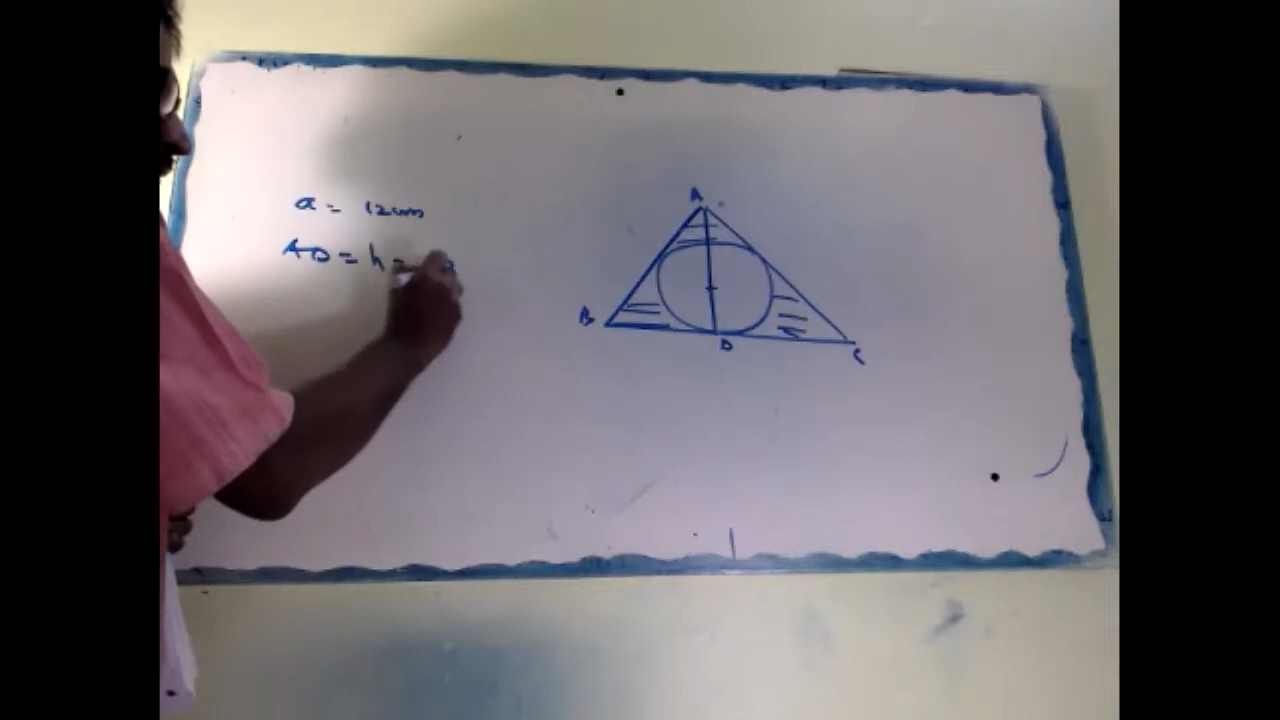 a = 12cm
AD = h =
A
B
D
C